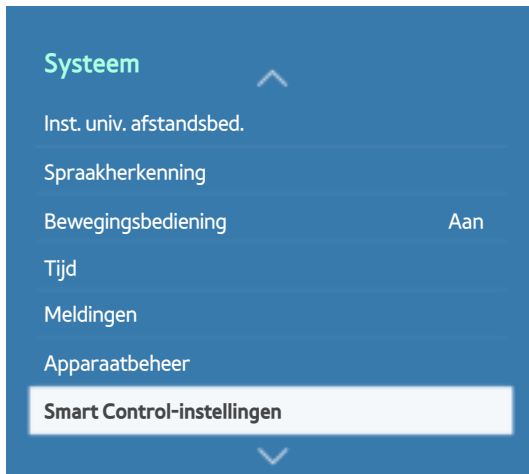 Systeem
Inst. univ. afstandsbed.
Spraakherkenning
Bewegingsbediening Aan
Tijd
Meldingen
Apparaatbeheer
Smart Control-instellingen